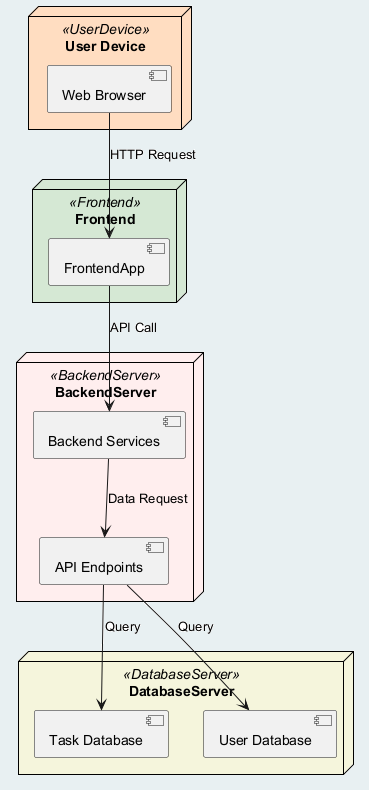 «UserDevice»
User Device
Web Browser
HTTP Request
«Frontend»
Frontend
FrontendApp
API Call
«BackendServer»
BackendServer
Backend Services
Data Request
API Endpoints
Query
Query
«DatabaseServer»
DatabaseServer
Task Database
User Database